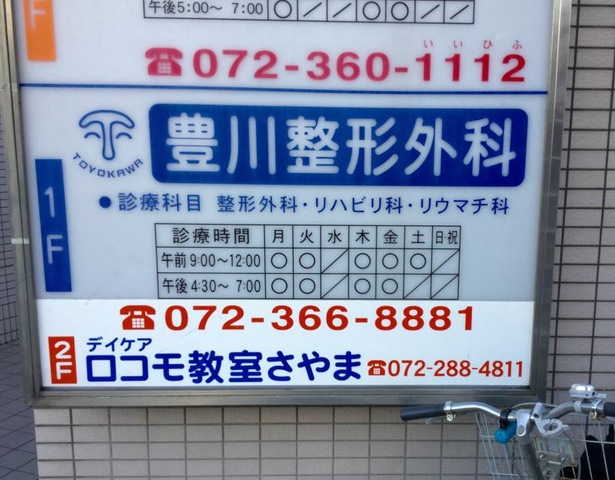 午後5:00～ 7:00 ○ ／ ／ ○ ○ ／ ／
F
いいひふ
☎072-360-1112
TOYOKAWA
豊川整形外科
1F
●診療科目 整形外科・リハビリ科・リウマチ科
診療時間 月 火 水 木 金 土 日・祝
午前 9:00～12:00 ○ ○ ／ ○ ○ ○ ／
午後 4:30～ 7:00 ○ ○ ／ ○ ○ ／ ／
☎072-366-8881
2F
デイケア
ロコモ教室さやま ☎072-288-4811